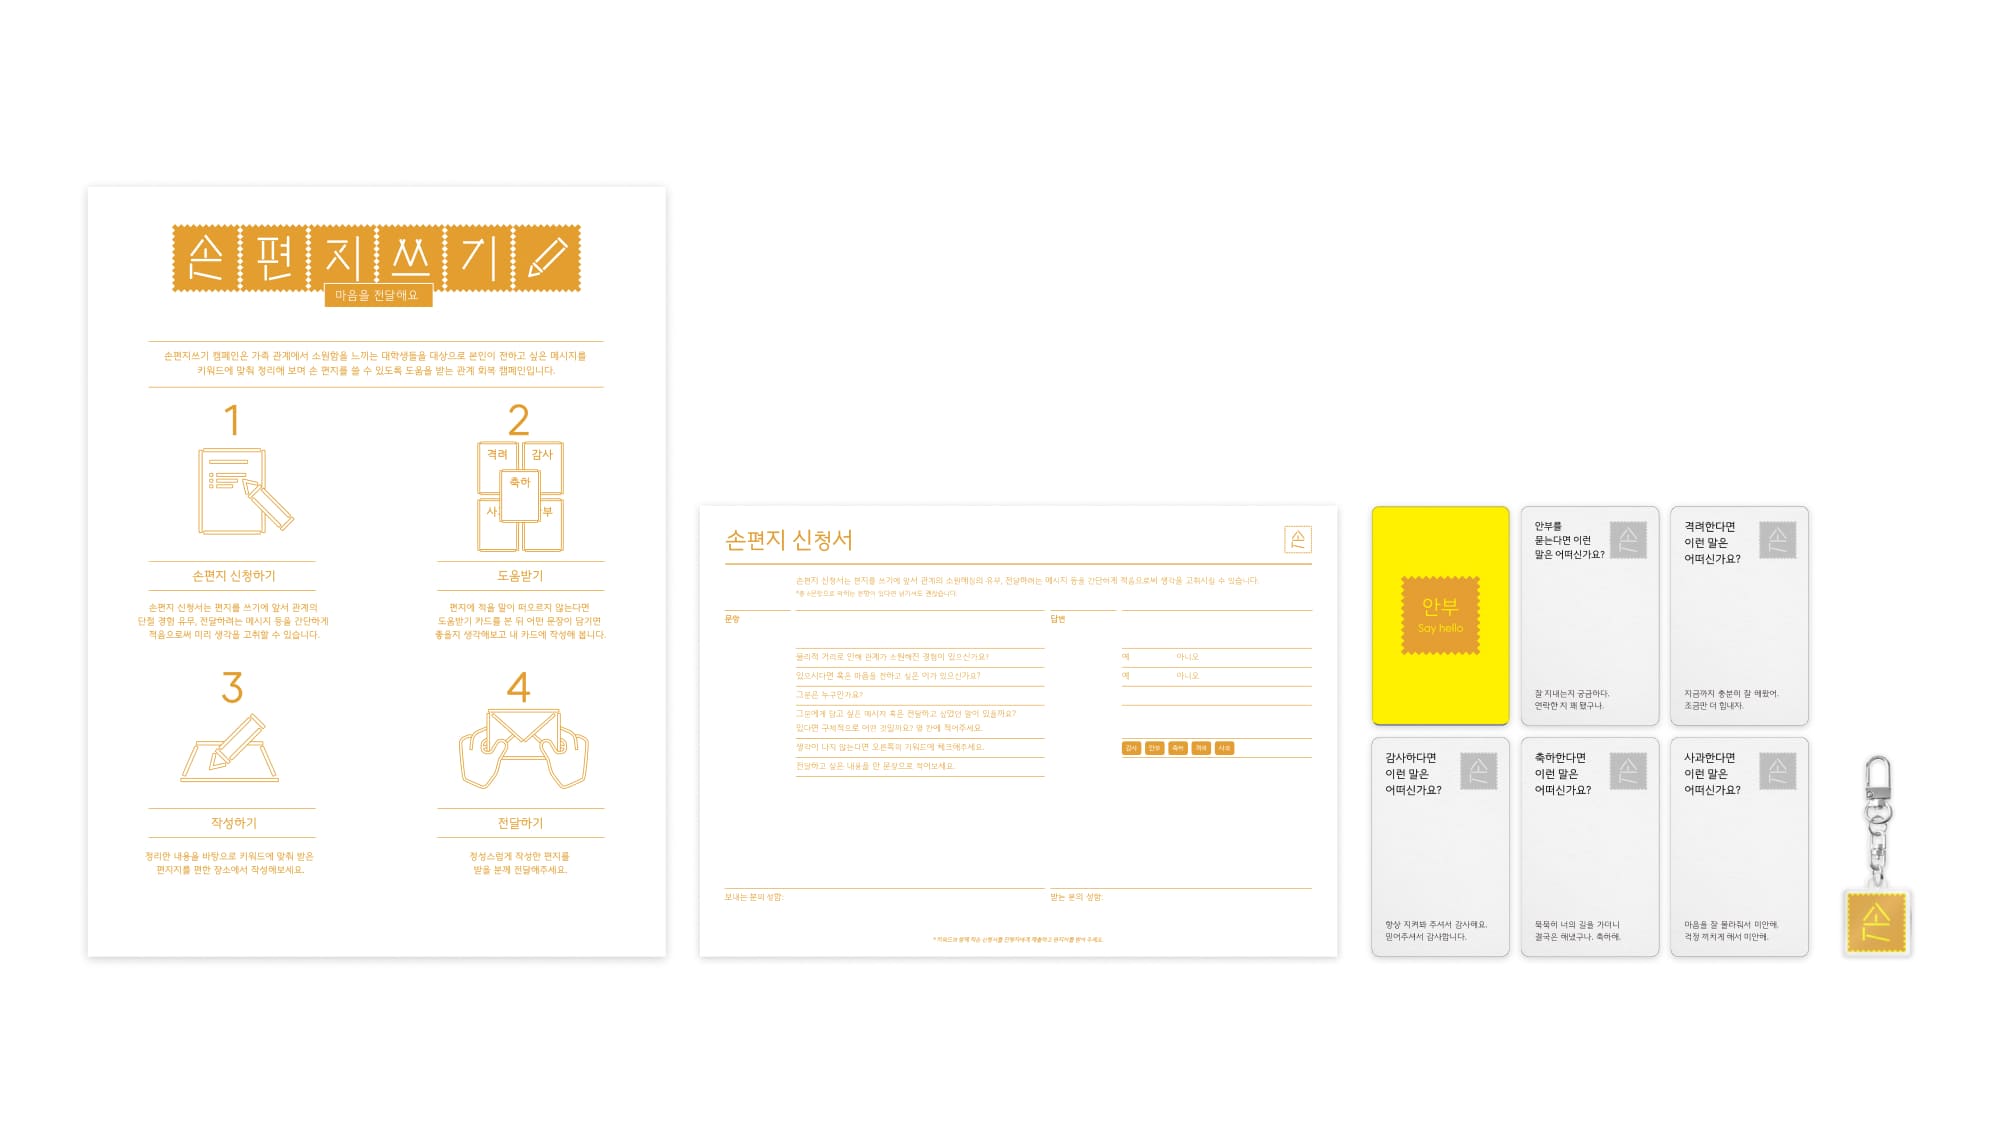 손편지쓰기
마음을 전달해요
손편지쓰기 캠페인은 가족 관계에서 소원함을 느끼는 대학생들을 대상으로 본인이 전하고 싶은 메시지를
키워드에 맞춰 정리해 보며 손 편지를 쓸 수 있도록 도움을 받는 관계 회복 캠페인입니다.
1
손편지 신청하기
손편지 신청서는 편지를 쓰기에 앞서 관계의
단절 경험 유무, 전달하려는 메시지 등을 간단하게
적음으로써 미리 생각을 고취할 수 있습니다.
2
격려
감사
축하
사
부
도움받기
편지에 적을 말이 떠오르지 않는다면
도움받기 카드를 본 뒤 어떤 문장이 담기면
좋을지 생각해보고 내 카드에 작성해 봅니다.
3
작성하기
정리한 내용을 바탕으로 키워드에 맞춰 받은
편지지를 편한 장소에서 작성해보세요.
4
전달하기
정성스럽게 작성한 편지를
받을 분께 전달해주세요.
손편지 신청서
손
손편지 신청서는 편지를 쓰기에 앞서 관계의 소원해짐의 유무, 전달하려는 메시지 등을 간단하게 적음으로써 생각을 고취시킬 수 있습니다.
문항
답변
물리적 거리로 인해 관계가 소원해진 경험이 있으신가요?
예 아니오
있으시다면 혹은 마음을 전하고 싶은 이가 있으신가요?
예 아니오
그분은 누구인가요?
그분에게 담고 싶은 메시지 혹은 전달하고 싶었던 말이 있을까요?
있다면 구체적으로 어떤 것일까요? 옆 칸에 적어주세요.
생각이 나지 않는다면 오른쪽의 키워드에 체크해주세요.
감사 안부 축하 격려 사과
전달하고 싶은 내용을 한 문장으로 적어보세요.
보내는 분의 성함:
받는 분의 성함:
안부
Say hello
안부를
묻는다면 이런
말은 어떠신가요?
손
잘 지내는지 궁금하다.
연락한 지 꽤 됐구나.
격려한다면
이런 말은
어떠신가요?
손
지금까지 충분히 잘 해왔어.
조금만 더 힘내자.
감사하다면
이런 말은
어떠신가요?
손
항상 지켜봐 주셔서 감사해요.
믿어주셔서 감사합니다.
축하한다면
이런 말은
어떠신가요?
손
묵묵히 너의 길을 가더니
결국은 해냈구나. 축하해.
사과한다면
이런 말은
어떠신가요?
손
마음을 잘 몰라줘서 미안해.
걱정 끼치게 해서 미안해.
손